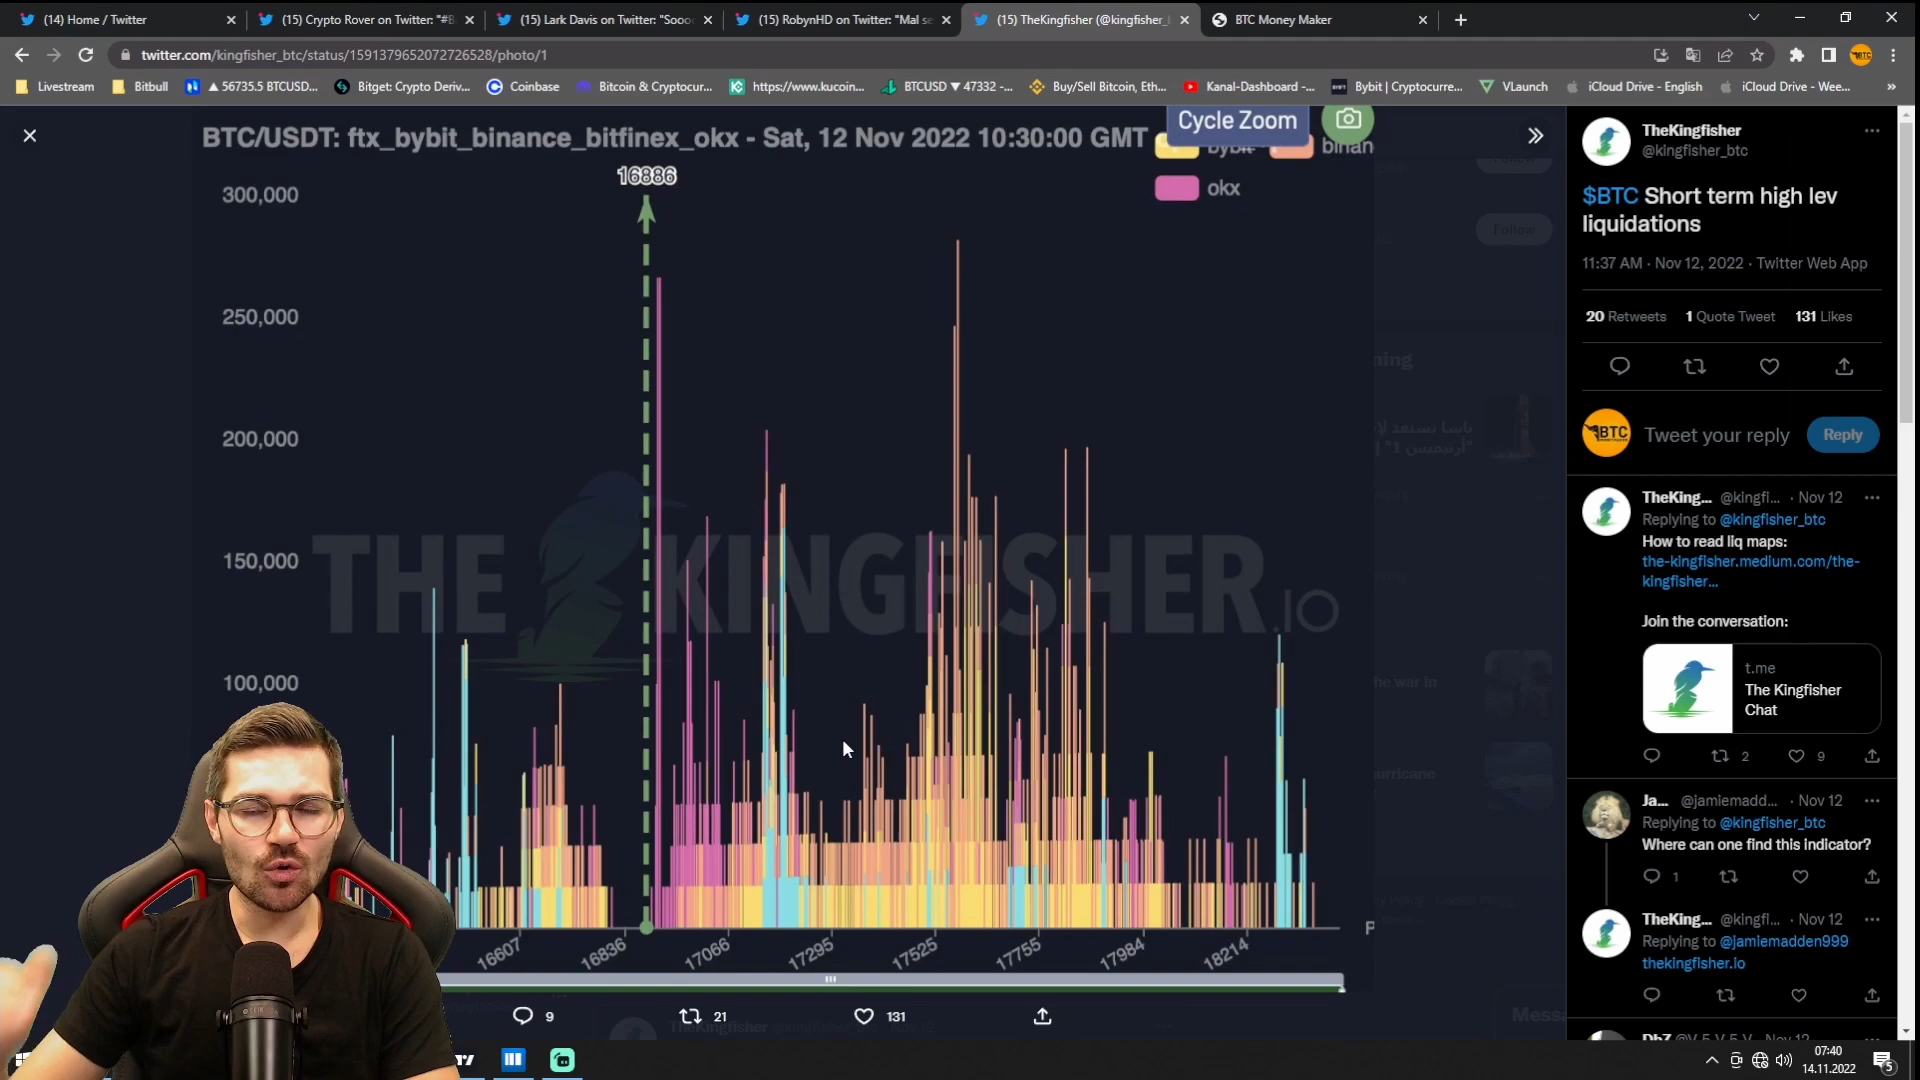 (14) Home / Twitter
(15) Crypto Rover on Twitter: "#B
(15) Lark Davis on Twitter: "Sooo
(15) RobynHD on Twitter: "Mal se
(15) TheKingfisher (@kingfisher_
BTC Money Maker
twitter.com/kingfisher_btc/status/1591379652072726528/photo/1
Livestream
Bitbull
▲ 56735.5 BTCUSD...
Bitget: Crypto Deriv...
Coinbase
Bitcoin & Cryptocur...
https://www.kucoin...
BTCUSD ▼ 47332 -...
Buy/Sell Bitcoin, Eth...
Kanal-Dashboard -...
Bybit | Cryptocurre...
VLaunch
iCloud Drive - English
iCloud Drive - Wee...
BTC/USDT: ftx_bybit_binance_bitfinex_okx - Sat, 12 Nov 2022 10:30:00 GMT
Cycle Zoom
bybit
binan
okx
16886
300,000
250,000
200,000
150,000
100,000
THE KINGFISHER.IO
16607
16836
17066
17295
17525
17755
17984
18214
P
9
21
131
TheKingfisher
@kingfisher_btc
$BTC Short term high lev
liquidations
11:37 AM · Nov 12, 2022 · Twitter Web App
20 Retweets 1 Quote Tweet 131 Likes
BTC
Tweet your reply
Reply
TheKing... @kingfi... · Nov 12
Replying to @kingfisher_btc
How to read liq maps:
the-kingfisher.medium.com/the-
kingfisher...
Join the conversation:
t.me
The Kingfisher
Chat
2
9
Ja... @jamiemadd... · Nov 12
Replying to @kingfisher_btc
Where can one find this indicator?
1
TheKing... @kingfi... · Nov 12
Replying to @jamiemadden999
thekingfisher.io
Follow
07:40
14.11.2022
5